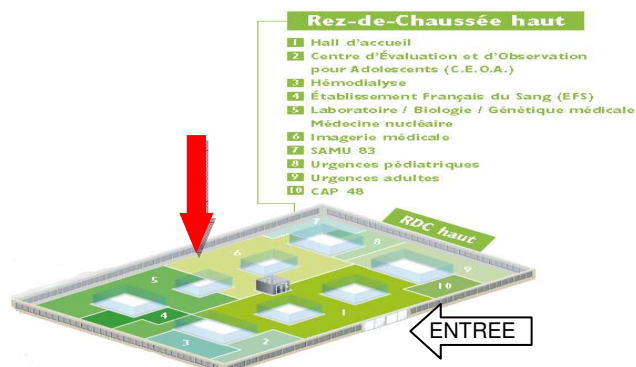 Rez-de-Chaussée haut
1 Hall d'accueil
2 Centre d'Évaluation et d'Observation
pour Adolescents (C.E.O.A.)
3 Hémodialyse
4 Établissement Français du Sang (EFS)
5 Laboratoire / Biologie / Génétique médicale
Médecine nucléaire
6 Imagerie médicale
7 SAMU 83
8 Urgences pédiatriques
9 Urgences adultes
10 CAP 48
RDC haut
7
8
6
9
5
10
4
1
3
2
ENTREE